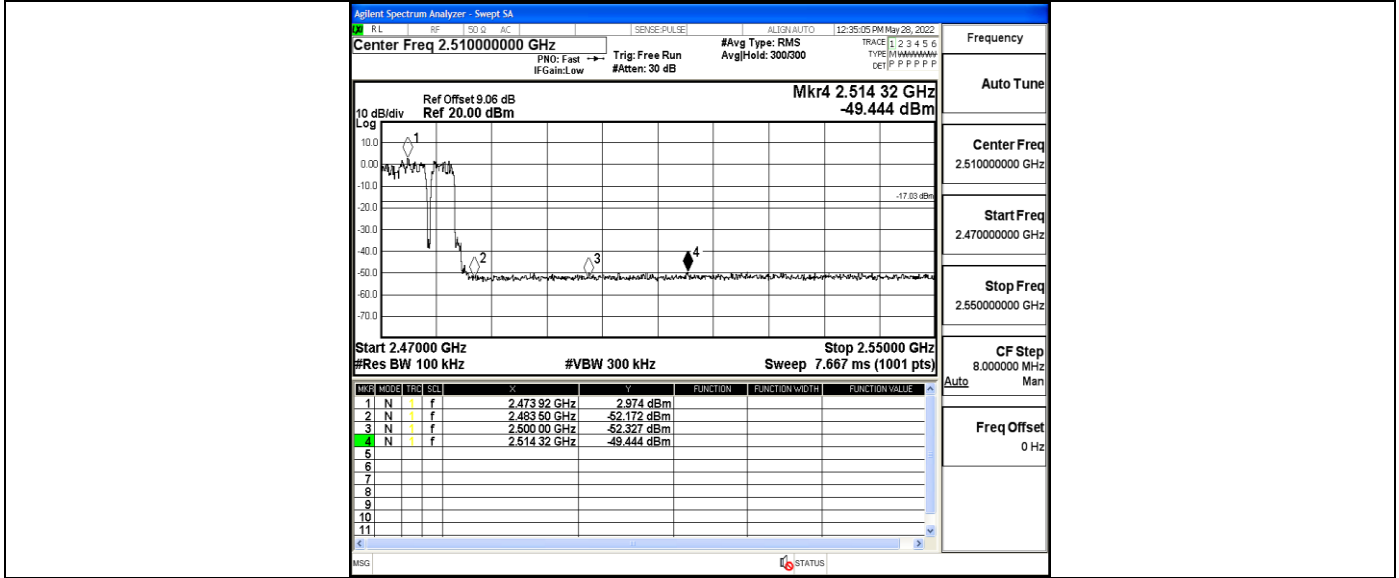 Agilent Spectrum Analyzer - Swept SA
RL RF 50 Ω AC SENSE:PULSE ALIGN AUTO 12:35:05 PM May 28, 2022
Center Freq 2.510000000 GHz
PNO: Fast Trig: Free Run #Avg Type: RMS TRACE 1 2 3 4 5 6
IFGain:Low #Atten: 30 dB Avg|Hold: 300/300 TYPE M WWWWW
DET P P P P P P
Mkr4 2.514 32 GHz
-49.444 dBm
Ref Offset 9.06 dB
10 dB/div Ref 20.00 dBm
Log
10.0
0.00
-10.0
-20.0
-30.0
-40.0
-50.0
-60.0
-70.0
1
-17.03 dBm
2
3
4
Start 2.47000 GHz Stop 2.55000 GHz
#Res BW 100 kHz #VBW 300 kHz Sweep 7.667 ms (1001 pts)
MKR MODE TRC SCL X Y FUNCTION FUNCTION WIDTH FUNCTION VALUE
1 N 1 f 2.473 92 GHz 2.974 dBm
2 N 1 f 2.483 50 GHz -52.172 dBm
3 N 1 f 2.500 00 GHz -52.327 dBm
4 N 1 f 2.514 32 GHz -49.444 dBm
5
6
7
8
9
10
11
MSG STATUS
Frequency
Auto Tune
Center Freq
2.510000000 GHz
Start Freq
2.470000000 GHz
Stop Freq
2.550000000 GHz
CF Step
8.000000 MHz
Auto Man
Freq Offset
0 Hz